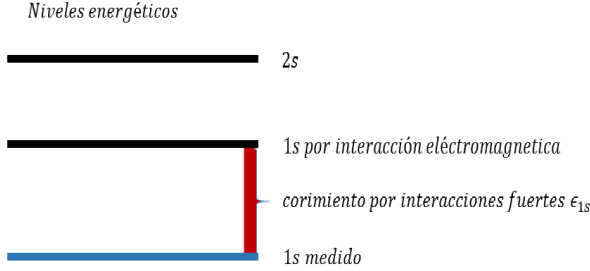 Niveles energéticos
2s
1s por interacción eléctromagnetica
corimiento por interacciones fuertes ϵ₁ₛ
1s medido